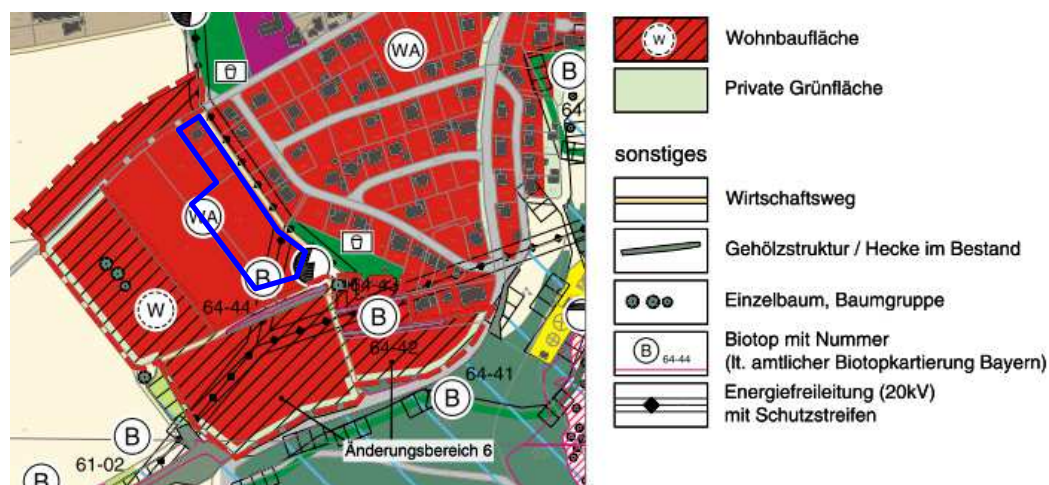 WA
B
64-
WA
B
64-44
64-43
W
B
64-42
64-41
B
B
61-02
B
Änderungsbereich 6
W
Wohnbaufläche
Private Grünfläche
sonstiges
Wirtschaftsweg
Gehölzstruktur / Hecke im Bestand
Einzelbaum, Baumgruppe
B
64-44
Biotop mit Nummer
(lt. amtlicher Biotopkartierung Bayern)
Energiefreileitung (20kV)
mit Schutzstreifen